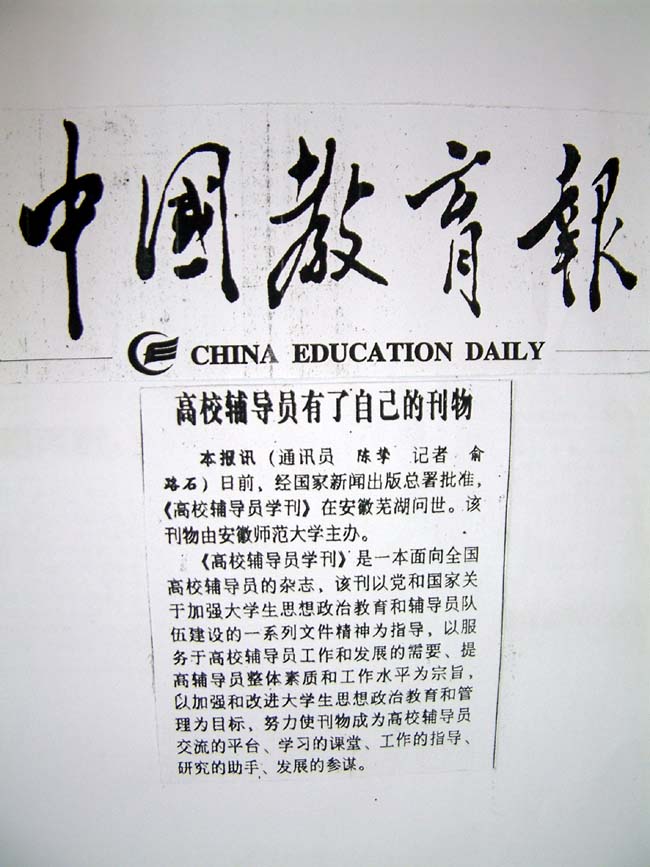 中國教育報
CHINA EDUCATION DAILY
高校辅导员有了自己的刊物
本报讯（通讯员 陈挚 记者 俞
路石）日前，经国家新闻出版总署批准，
《高校辅导员学刊》在安徽芜湖问世。该
刊物由安徽师范大学主办。
《高校辅导员学刊》是一本面向全国
高校辅导员的杂志，该刊以党和国家关
于加强大学生思想政治教育和辅导员队
伍建设的一系列文件精神为指导，以服
务于高校辅导员工作和发展的需要、提
高辅导员整体素质和工作水平为宗旨，
以加强和改进大学生思想政治教育和管
理为目标，努力使刊物成为高校辅导员
交流的平台、学习的课堂、工作的指导、
研究的助手、发展的参谋。